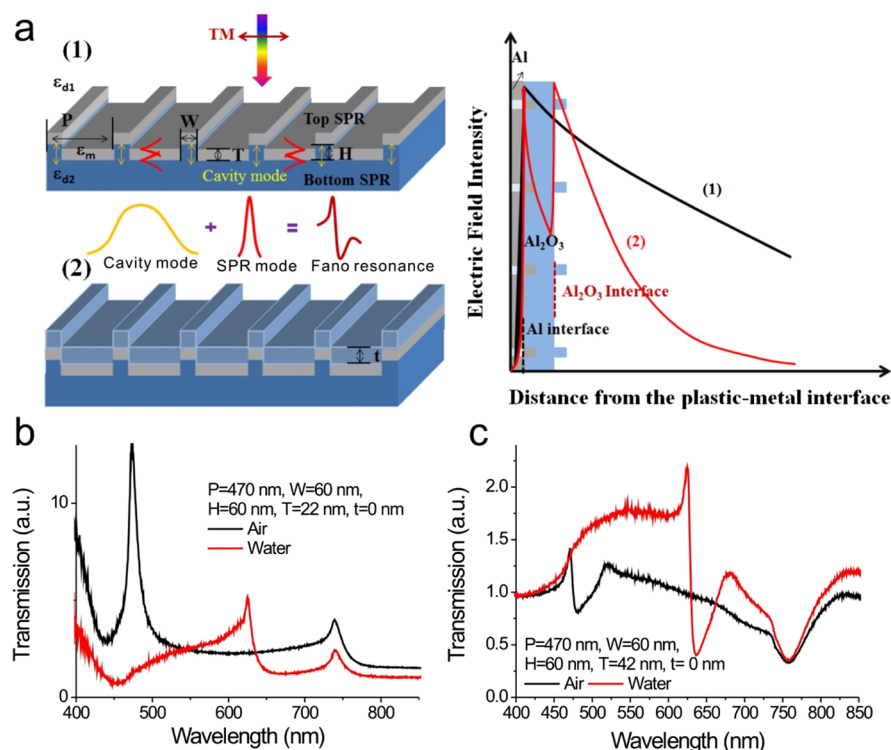 a
(1)
TM
εd1
P
W
Top SPR
εm
T
H
εd2
Cavity mode
Bottom SPR
+
=
Cavity mode
SPR mode
Fano resonance
(2)
t
Electric Field Intensity
Al
(1)
(2)
Al2O3
Al2O3 Interface
Al interface
Distance from the plastic-metal interface
b
Transmission (a.u.)
10
1
P=470 nm, W=60 nm,
H=60 nm, T=22 nm, t=0 nm
Air
Water
400 500 600 700 800
Wavelength (nm)
c
Transmission (a.u.)
2.0
1.5
1.0
0.5
0.0
P=470 nm, W=60 nm,
H=60 nm, T=42 nm, t= 0 nm
Air Water
400 450 500 550 600 650 700 750 800 850
Wavelength (nm)